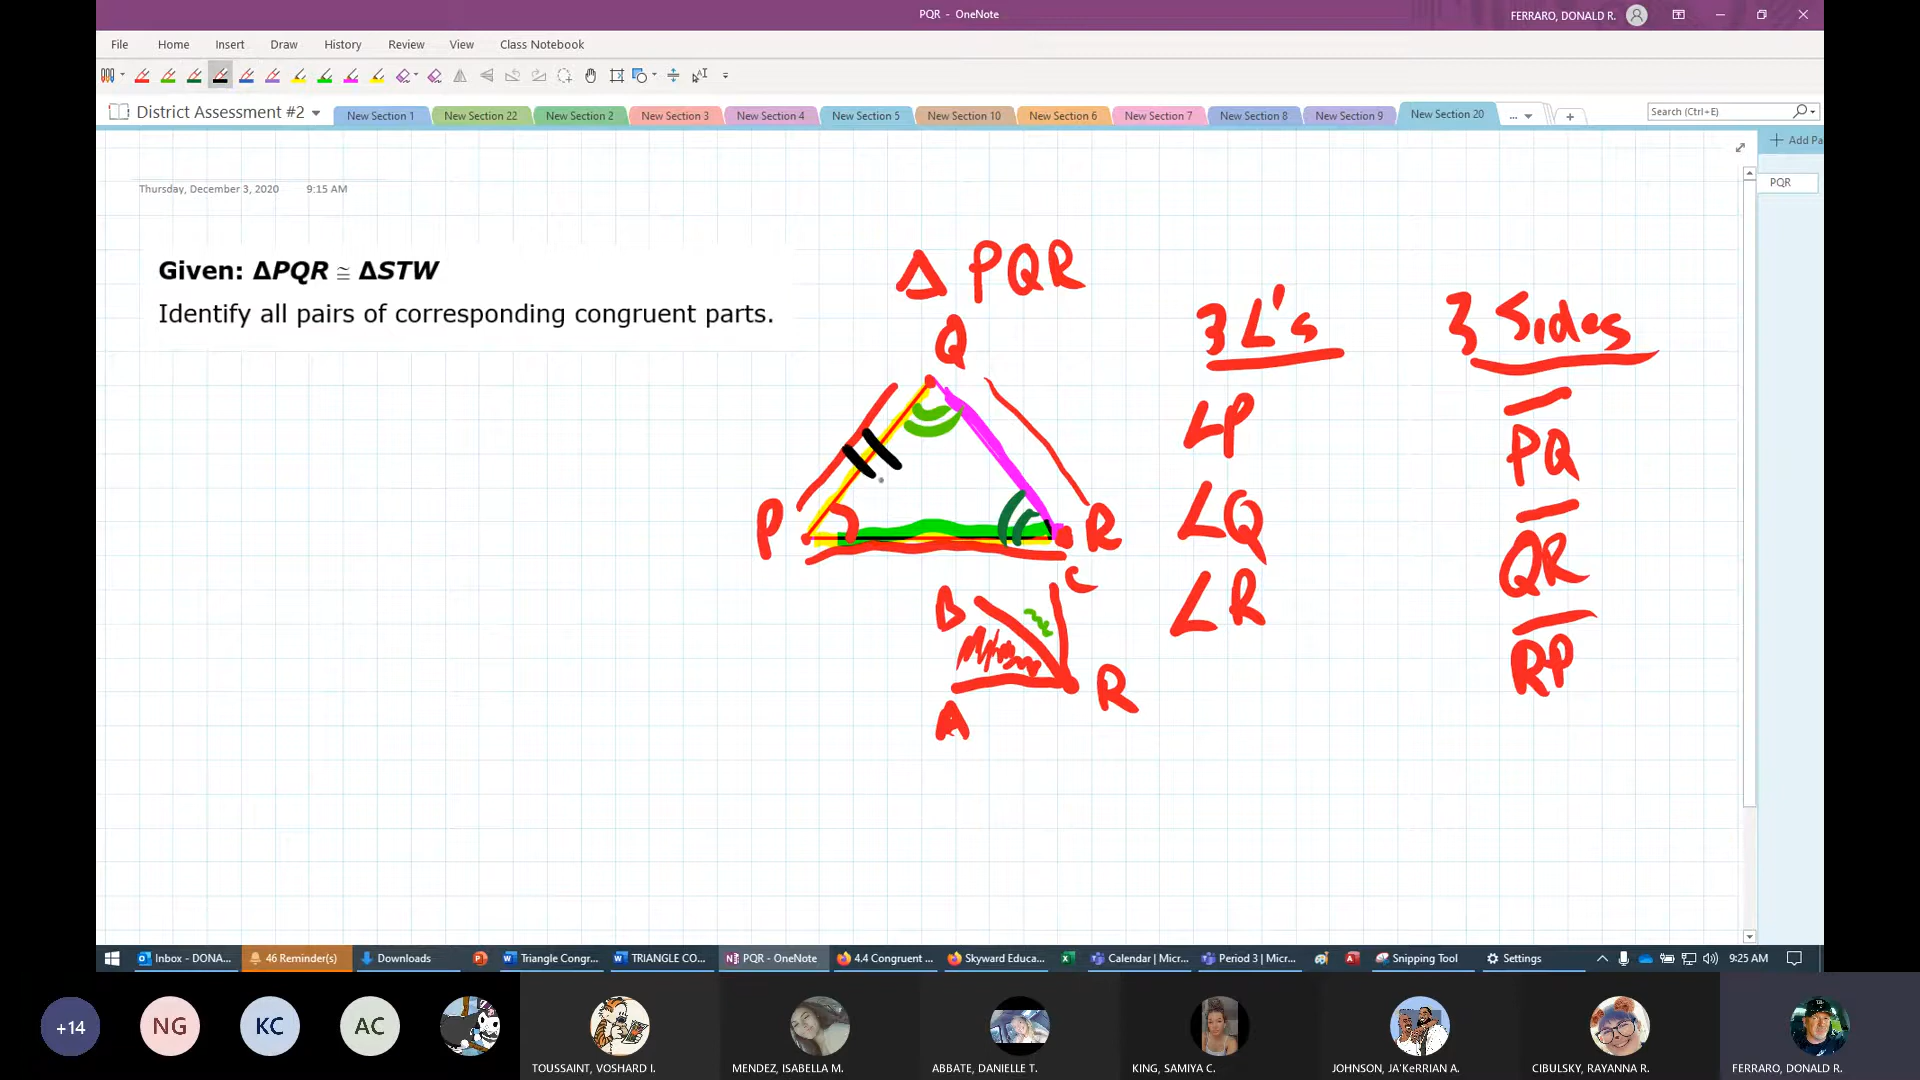 PQR - OneNote
FERRARO, DONALD R.
File Home Insert Draw History Review View Class Notebook
District Assessment #2
New Section 1 New Section 22 New Section 2 New Section 3 New Section 4 New Section 5 New Section 10 New Section 6 New Section 7 New Section 8 New Section 9 New Section 20 ...
Search (Ctrl+E)
Add Pa
PQR
Thursday, December 3, 2020 9:15 AM
Given: ΔPQR ≅ ΔSTW
Identify all pairs of corresponding congruent parts.
Δ PQR
Q
P
R
B
C
A
R
3 ∠'s
∠P
∠Q
∠R
3 Sides
PQ
QR
RP
Inbox - DONA...
46 Reminder(s)
Downloads
Triangle Congr...
TRIANGLE CO...
PQR - OneNote
4.4 Congruent ...
Skyward Educa...
Calendar | Micr...
Period 3 | Micr...
Snipping Tool
Settings
9:25 AM
+14
NG
KC
AC
TOUSSAINT, VOSHARD I.
MENDEZ, ISABELLA M.
ABBATE, DANIELLE T.
KING, SAMIYA C.
JOHNSON, JA'KeRRIAN A.
CIBULSKY, RAYANNA R.
FERRARO, DONALD R.